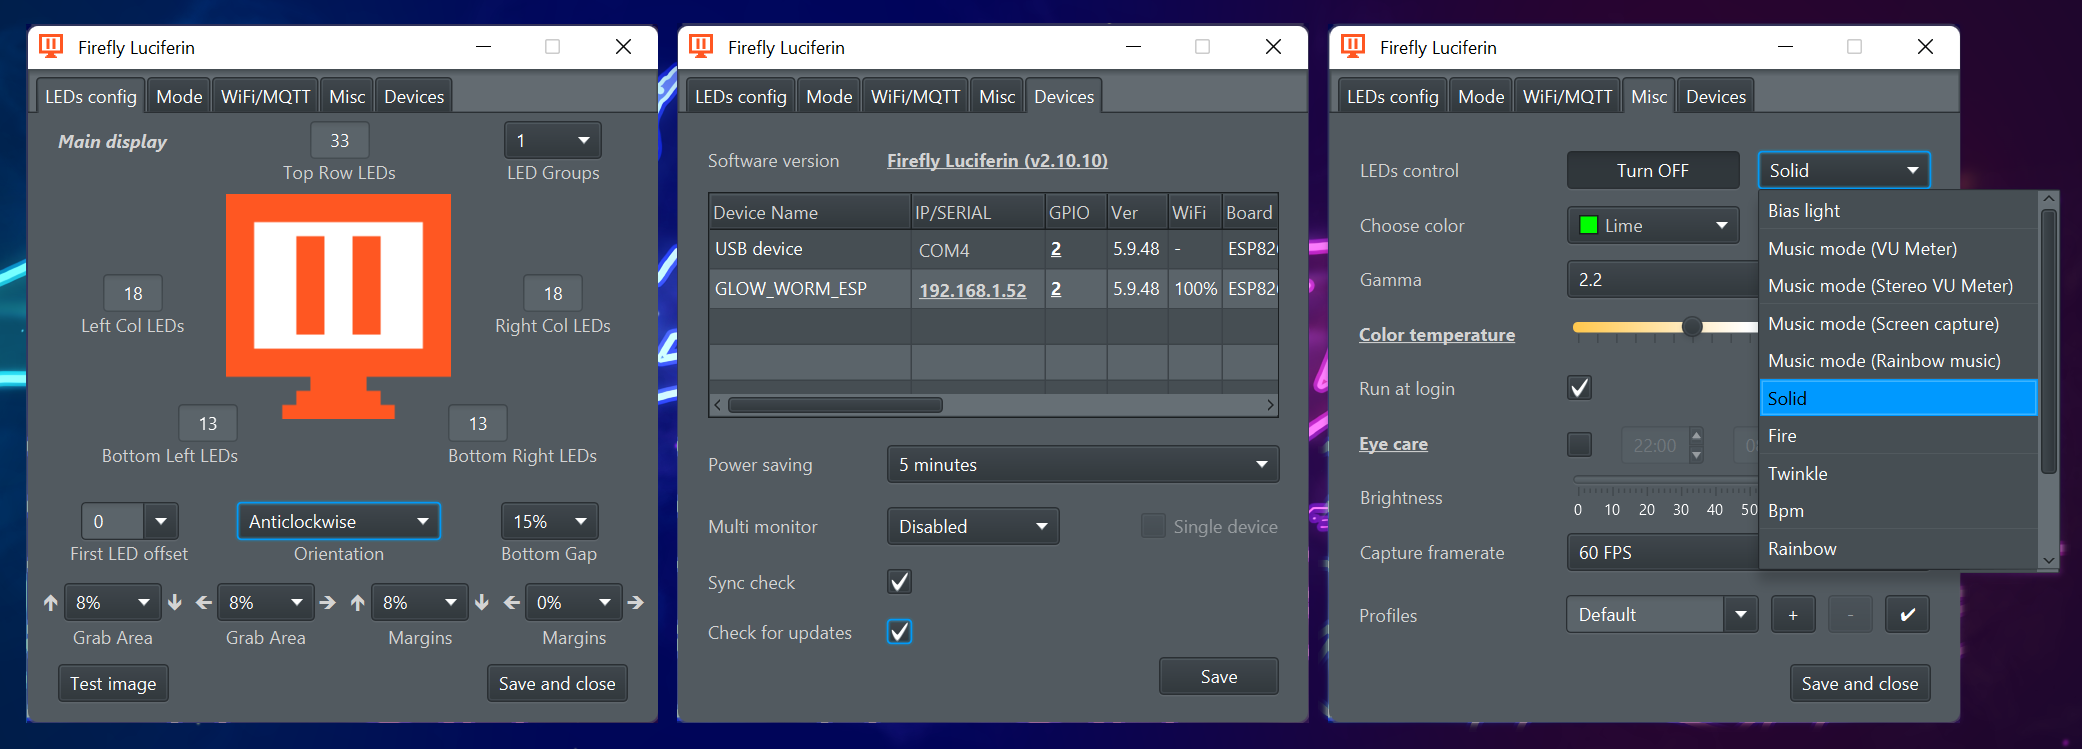 Firefly Luciferin
LEDs config Mode WiFi/MQTT Misc Devices
Main display
33
Top Row LEDs
1
LED Groups
18
Left Col LEDs
18
Right Col LEDs
13
Bottom Left LEDs
13
Bottom Right LEDs
0
First LED offset
Anticlockwise
Orientation
15%
Bottom Gap
8%
Grab Area
8%
Grab Area
8%
Margins
0%
Margins
Test image
Save and close
Firefly Luciferin
LEDs config Mode WiFi/MQTT Misc Devices
Software version Firefly Luciferin (v2.10.10)
Device Name IP/SERIAL GPIO Ver WiFi Board
USB device COM4 2 5.9.48 - ESP826
GLOW_WORM_ESP 192.168.1.52 2 5.9.48 100% ESP826
Power saving 5 minutes
Multi monitor Disabled Single device
Sync check
Check for updates
Save
Firefly Luciferin
LEDs config Mode WiFi/MQTT Misc Devices
LEDs control Turn OFF Solid
Choose color Lime
Gamma 2.2
Color temperature
Run at login
Eye care 22:00 08
Brightness
0 10 20 30 40 50
Capture framerate 60 FPS
Profiles Default + -
Save and close
Bias light
Music mode (VU Meter)
Music mode (Stereo VU Meter)
Music mode (Screen capture)
Music mode (Rainbow music)
Solid
Fire
Twinkle
Bpm
Rainbow